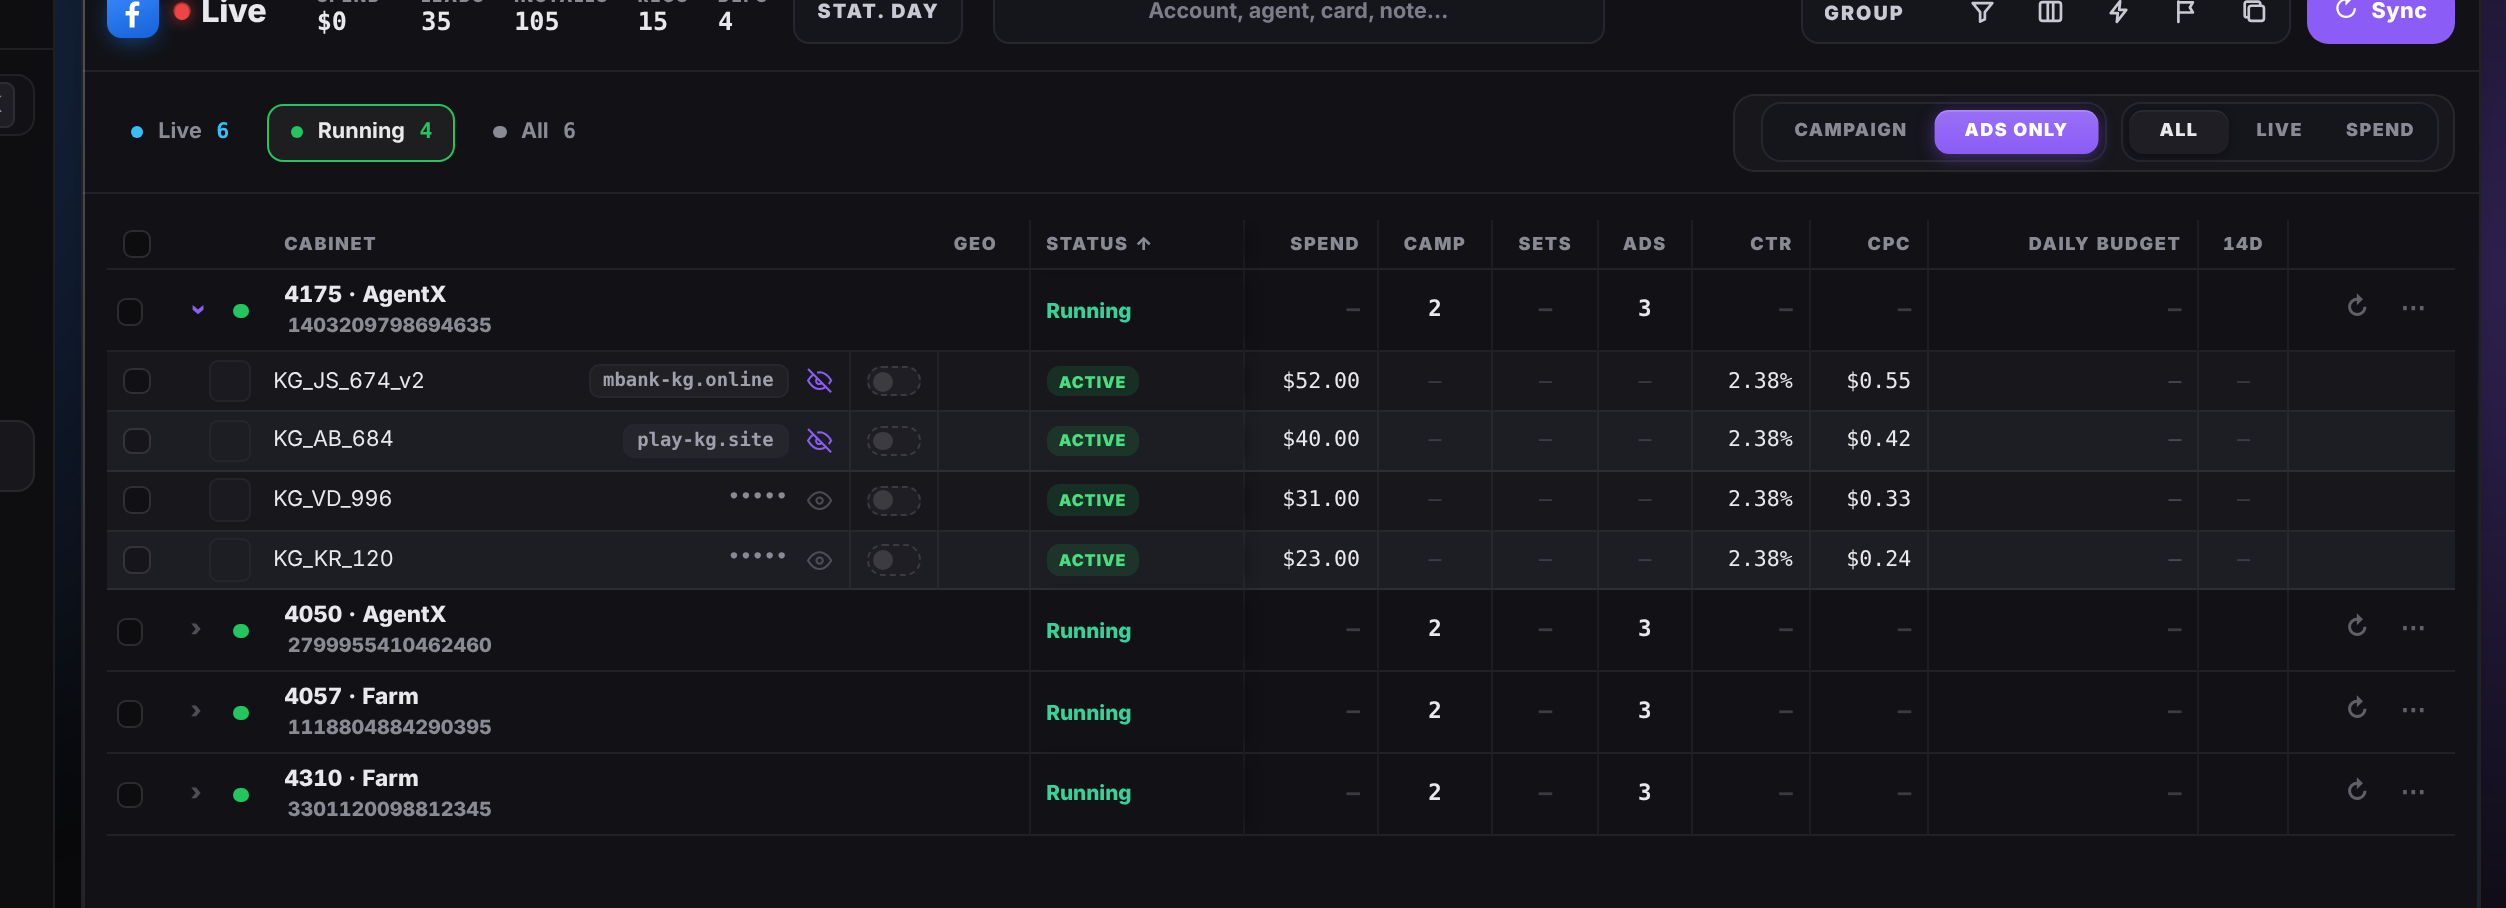 Live $0 35 105 15 4 STAT. DAY Account, agent, card, note... GROUP Sync
Live 6 Running 4 All 6 CAMPAIGN ADS ONLY ALL LIVE SPEND
CABINET GEO STATUS ↑ SPEND CAMP SETS ADS CTR CPC DAILY BUDGET 14D
4175 · AgentX
1403209798694635
Running – 2 – 3 – – –
KG_JS_674_v2 mbank-kg.online ACTIVE $52.00 – – – 2.38% $0.55 – –
KG_AB_684 play-kg.site ACTIVE $40.00 – – – 2.38% $0.42 – –
KG_VD_996 ••••• ACTIVE $31.00 – – – 2.38% $0.33 – –
KG_KR_120 ••••• ACTIVE $23.00 – – – 2.38% $0.24 – –
4050 · AgentX
2799955410462460
Running – 2 – 3 – – –
4057 · Farm
1118804884290395
Running – 2 – 3 – – –
4310 · Farm
3301120098812345
Running – 2 – 3 – – –